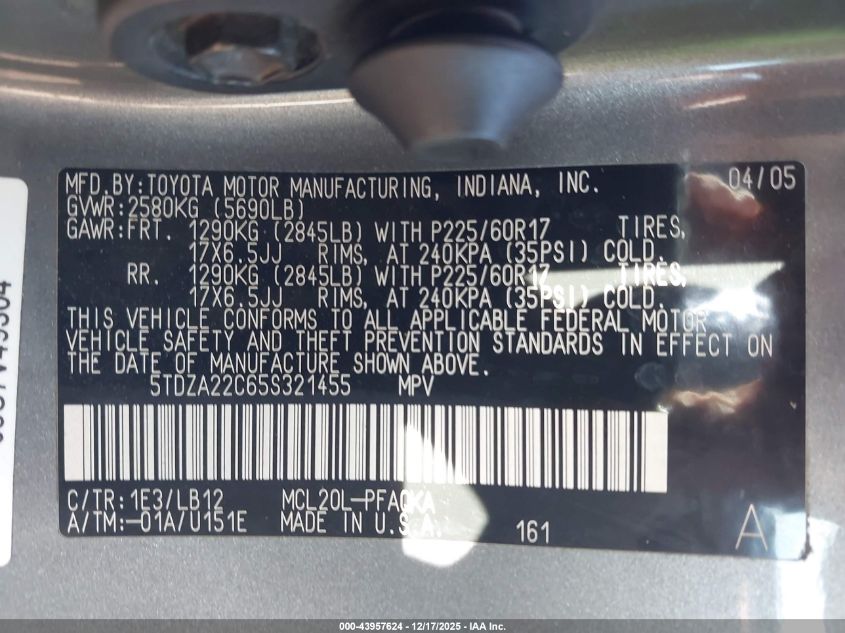 MFD.BY:TOYOTA MOTOR MANUFACTURING, INDIANA, INC. 04/05
GVWR:2580KG (5690LB)
GAWR:FRT. 1290KG (2845LB) WITH P225/60R17 TIRES,
17X6.5JJ RIMS, AT 240KPA (35PSI) COLD.
RR. 1290KG (2845LB) WITH P225/60R17 TIRES,
17X6.5JJ RIMS, AT 240KPA (35PSI) COLD.
THIS VEHICLE CONFORMS TO ALL APPLICABLE FEDERAL MOTOR
VEHICLE SAFETY AND THEFT PREVENTION STANDARDS IN EFFECT ON
THE DATE OF MANUFACTURE SHOWN ABOVE.
5TDZA22C65S321455 MPV
C/TR:1E3/LB12 MCL20L-PFAQKA
A/TM:-01A/U151E MADE IN U.S.A. 161 A
000-43957624 - 12/17/2025 - IAA Inc.